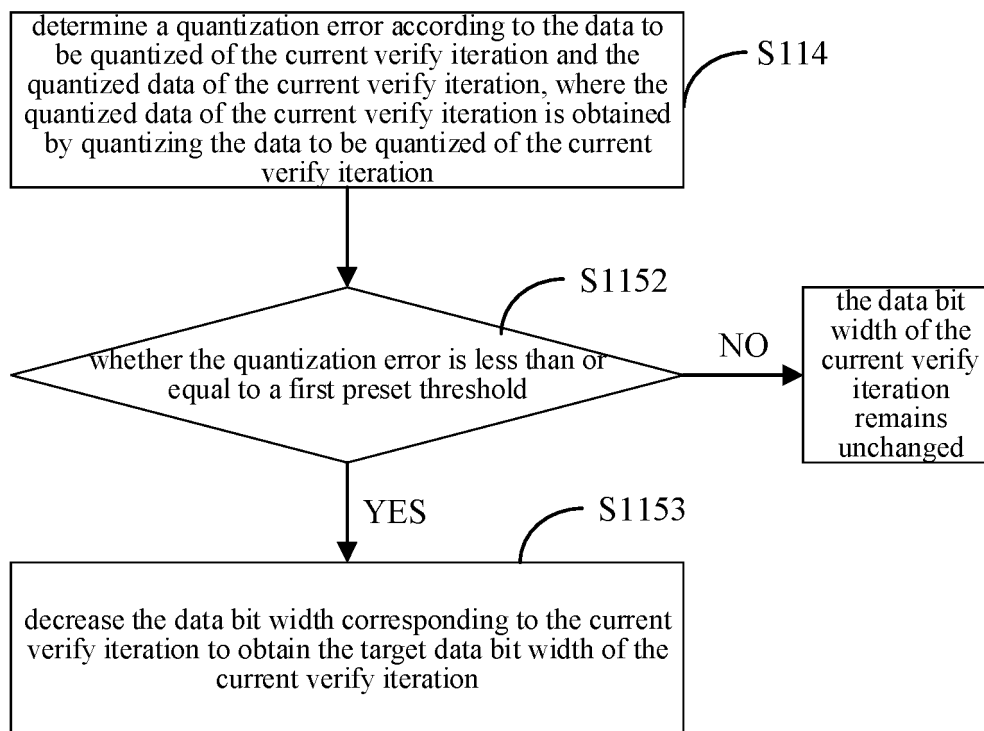 determine a quantization error according to the data to
be quantized of the current verify iteration and the
quantized data of the current verify iteration, where the
quantized data of the current verify iteration is obtained
by quantizing the data to be quantized of the current
verify iteration
S114
S1152
whether the quantization error is less than or
equal to a first preset threshold
NO
the data bit
width of the
current verify
iteration
remains
unchanged
YES
S1153
decrease the data bit width corresponding to the current
verify iteration to obtain the target data bit width of the
current verify iteration